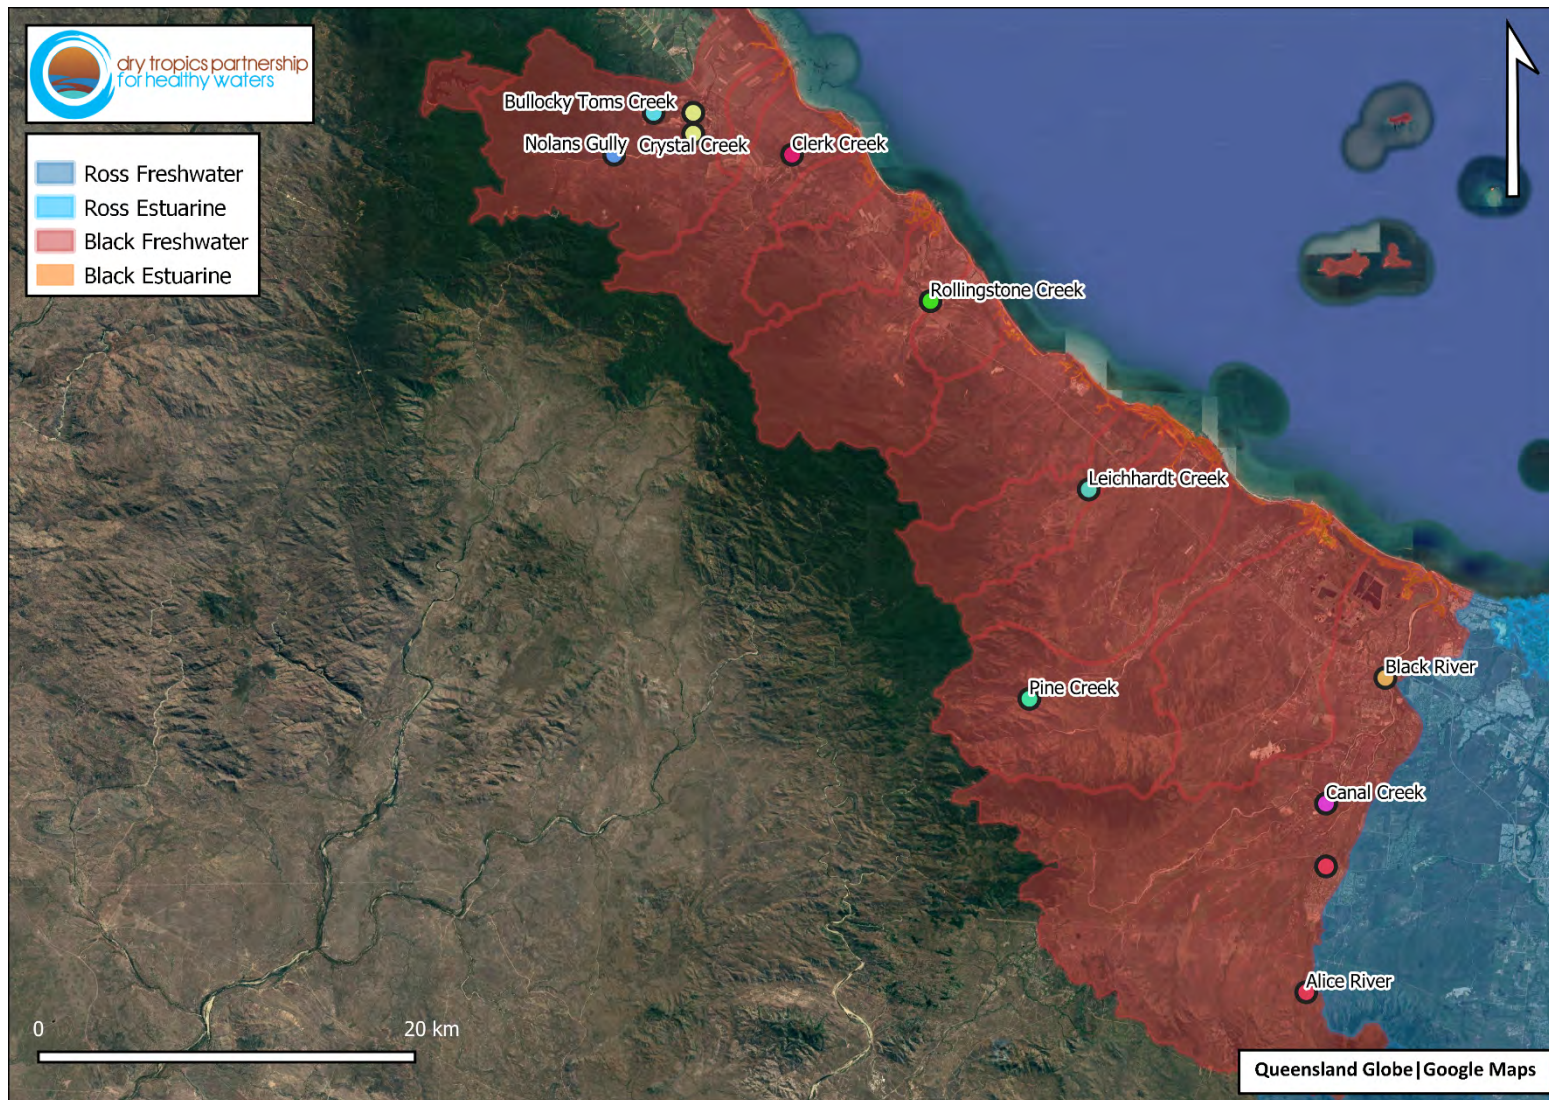 dry tropics partnership
for healthy waters
Ross Freshwater
Ross Estuarine
Black Freshwater
Black Estuarine
Bullocky Toms Creek
Nolans Gully
Crystal Creek
Clerk Creek
Rollingstone Creek
Leichhardt Creek
Black River
Pine Creek
Canal Creek
Alice River
0
20 km
Queensland Globe|Google Maps